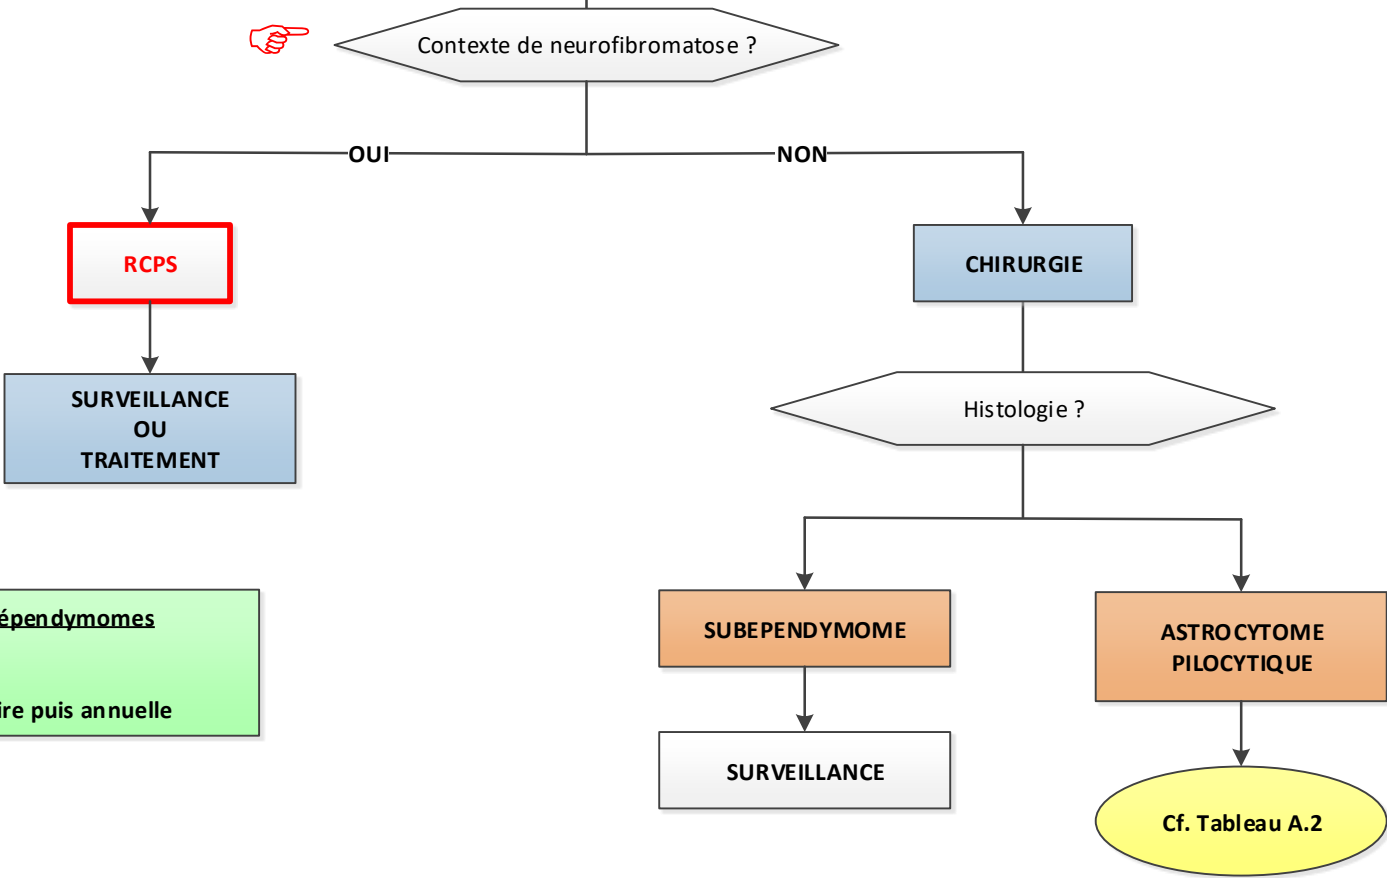 Contexte de neurofibromatose ?
OUI
NON
RCPS
CHIRURGIE
SURVEILLANCE
OU
TRAITEMENT
Histologie ?
épendymomes
puis annuelle
SUBEPENDYMOME
ASTROCYTOME
PILOCYTIQUE
SURVEILLANCE
Cf. Tableau A.2